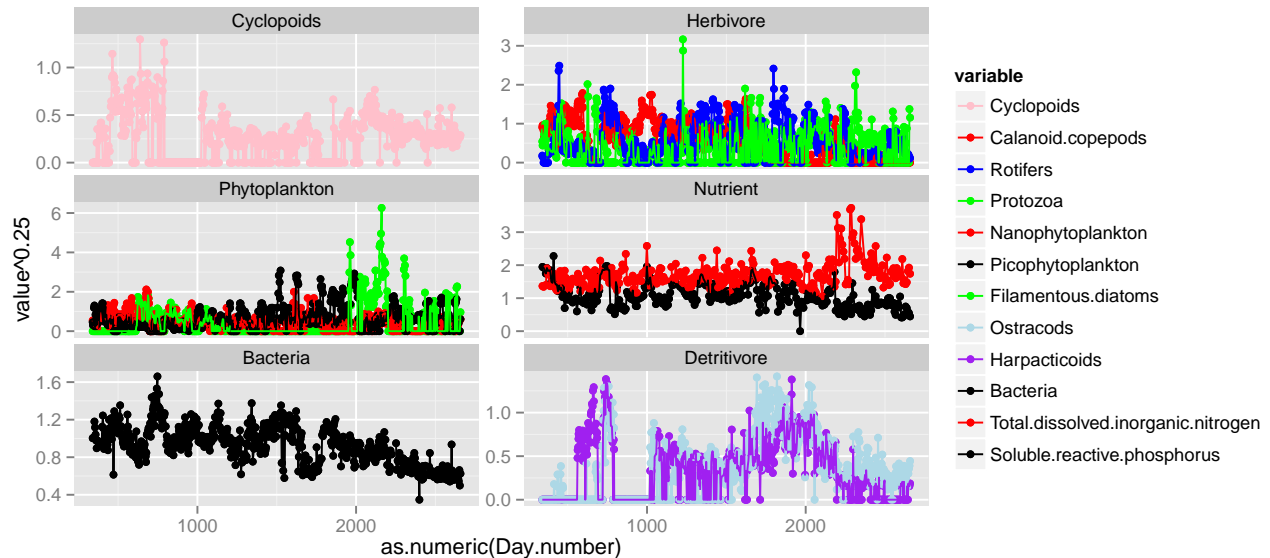 Cyclopoids
Herbivore
1.0
0.5
0.0
3
2
1
0
Phytoplankton
Nutrient
6
4
2
0
3
2
1
0
Bacteria
Detritivore
1.6
1.2
0.8
0.4
1.0
0.5
0.0
1000
2000
1000
2000
value^0.25
as.numeric(Day.number)
variable
Cyclopoids
Calanoid.copepods
Rotifers
Protozoa
Nanophytoplankton
Picophytoplankton
Filamentous.diatoms
Ostracods
Harpacticoids
Bacteria
Total.dissolved.inorganic.nitrogen
Soluble.reactive.phosphorus